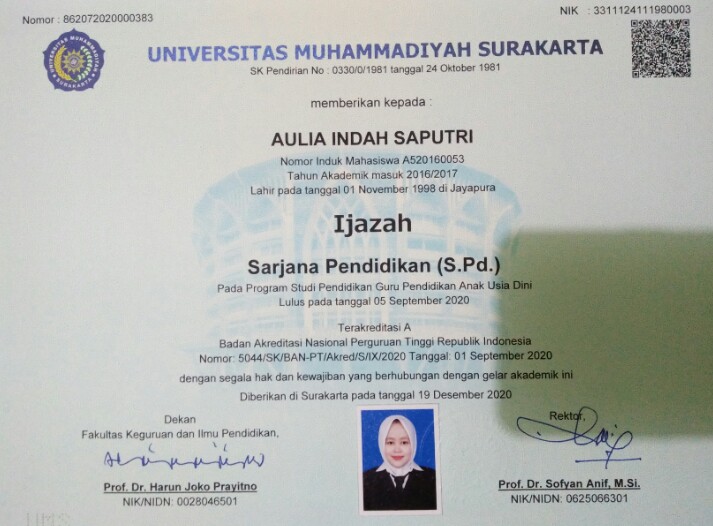 Nomor : 862072020000383
NIK : 3311124111980003
UNIVERSITAS MUHAMMADIYAH SURAKARTA
SK Pendirian No : 0330/0/1981 tanggal 24 Oktober 1981
memberikan kepada :
AULIA INDAH SAPUTRI
Nomor Induk Mahasiswa A520160053
Tahun Akademik masuk 2016/2017
Lahir pada tanggal 01 November 1998 di Jayapura
Ijazah
Sarjana Pendidikan (S.Pd.)
Pada Program Studi Pendidikan Guru Pendidikan Anak Usia Dini
Lulus pada tanggal 05 September 2020
Terakreditasi A
Badan Akreditasi Nasional Perguruan Tinggi Republik Indonesia
Nomor: 5044/SK/BAN-PT/Akred/S/IX/2020 Tanggal: 01 September 2020
dengan segala hak dan kewajiban yang berhubungan dengan gelar akademik ini
Diberikan di Surakarta pada tanggal 19 Desember 2020
Dekan
Fakultas Keguruan dan Ilmu Pendidikan,
Prof. Dr. Harun Joko Prayitno
NIK/NIDN: 0028046501
Rektor,
Prof. Dr. Sofyan Anif, M.Si.
NIK/NIDN: 0625066301
UMS